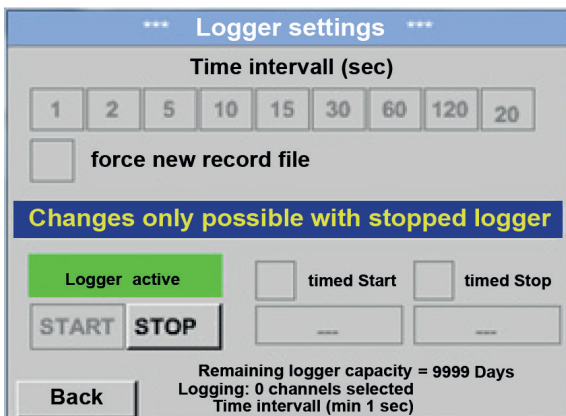 *** Logger settings ***
Time intervall (sec)
1 2 5 10 15 30 60 120 20
force new record file
Changes only possible with stopped logger
Logger active
timed Start timed Stop
START STOP --- ---
Remaining logger capacity = 9999 Days
Logging: 0 channels selected
Time intervall (min 1 sec)
Back